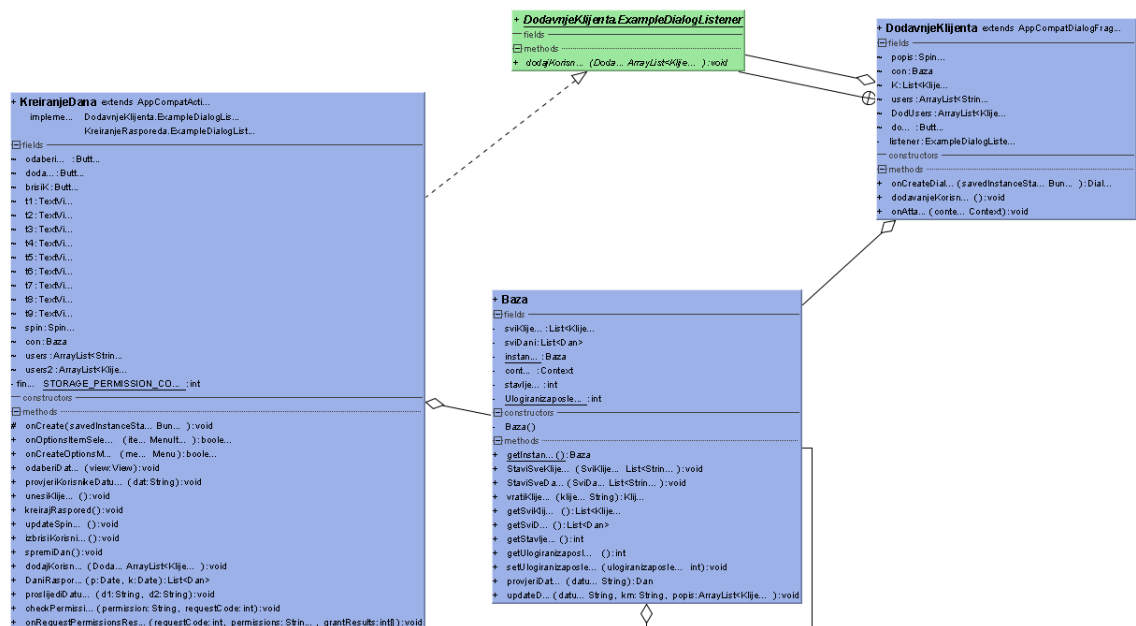 + DodavnjeKlijenta.ExampleDialogListener
fields
methods
+ dodajKorisn... (Doda... ArrayList<Klije... ):void
+ DodavnjeKlijenta extends AppCompatDialogFrag...
fields
~ popis:Spin...
~ con:Baza
~ K:List<Klije...
~ users:ArrayList<Strin...
~ DodUsers:ArrayList<Klije...
~ do... :Butt...
- listener:ExampleDialogListe...
constructors
methods
+ onCreateDial... (savedInstanceSta... Bun... ):Dial...
+ dodavanjeKorisn... ():void
+ onAtta... (conte... Context):void
+ KreiranjeDana extends AppCompatActi...
impleme... DodavnjeKlijenta.ExampleDialogLis...
KreiranjeRasporeda.ExampleDialogList...
fields
~ odaberi... :Butt...
~ doda... :Butt...
~ brisiK:Butt...
~ t1:TextVi...
~ t2:TextVi...
~ t3:TextVi...
~ t4:TextVi...
~ t5:TextVi...
~ t6:TextVi...
~ t7:TextVi...
~ t8:TextVi...
~ t9:TextVi...
~ spin:Spin...
~ con:Baza
~ users:ArrayList<Strin...
~ users2:ArrayList<Klije...
- fin... STORAGE_PERMISSION_CO... :int
constructors
methods
# onCreate(savedInstanceSta... Bun... ):void
+ onOptionsItemSele... (ite... MenuIt... ):boole...
+ onCreateOptionsM... (me... Menu):boole...
+ odaberiDat... (view:View):void
+ provjeriKorisnikeDatu... (dat:String):void
+ unesiKlije... ():void
+ kreirajRaspored():void
+ updateSpin... ():void
+ izbrisiKorisni... ():void
+ spremiDan():void
+ dodajKorisn... (Doda... ArrayList<Klije... ):void
+ DaniRaspor... (p:Date, k:Date):List<Dan>
+ proslijediDatu... (d1:String, d2:String):void
+ checkPermissi... (permission:String, requestCode:int):void
+ onRequestPermissionsRes... (requestCode:int, permissions:Strin... , grantResults:int[]):void
+ Baza
fields
- sviKlije... :List<Klije...
- sviDani:List<Dan>
- instan... :Baza
- cont... :Context
- stavlje... :int
- Ulogiranizaposle... :int
constructors
- Baza()
methods
+ getInstan... ():Baza
+ StaviSveKlije... (SviKlije... List<Strin... ):void
+ StaviSveDa... (SviDa... List<Strin... ):void
+ vratiKlije... (klije... String):Klij...
+ getSviKlij... ():List<Klije...
+ getSviD... ():List<Dan>
+ getStavlje... ():int
+ getUlogiranizaposl... ():int
+ setUlogiranizaposle... (ulogiranizaposle... int):void
+ provjeriDat... (datu... String):Dan
+ updateD... (datu... String, km:String, popis:ArrayList<Klije... ):void